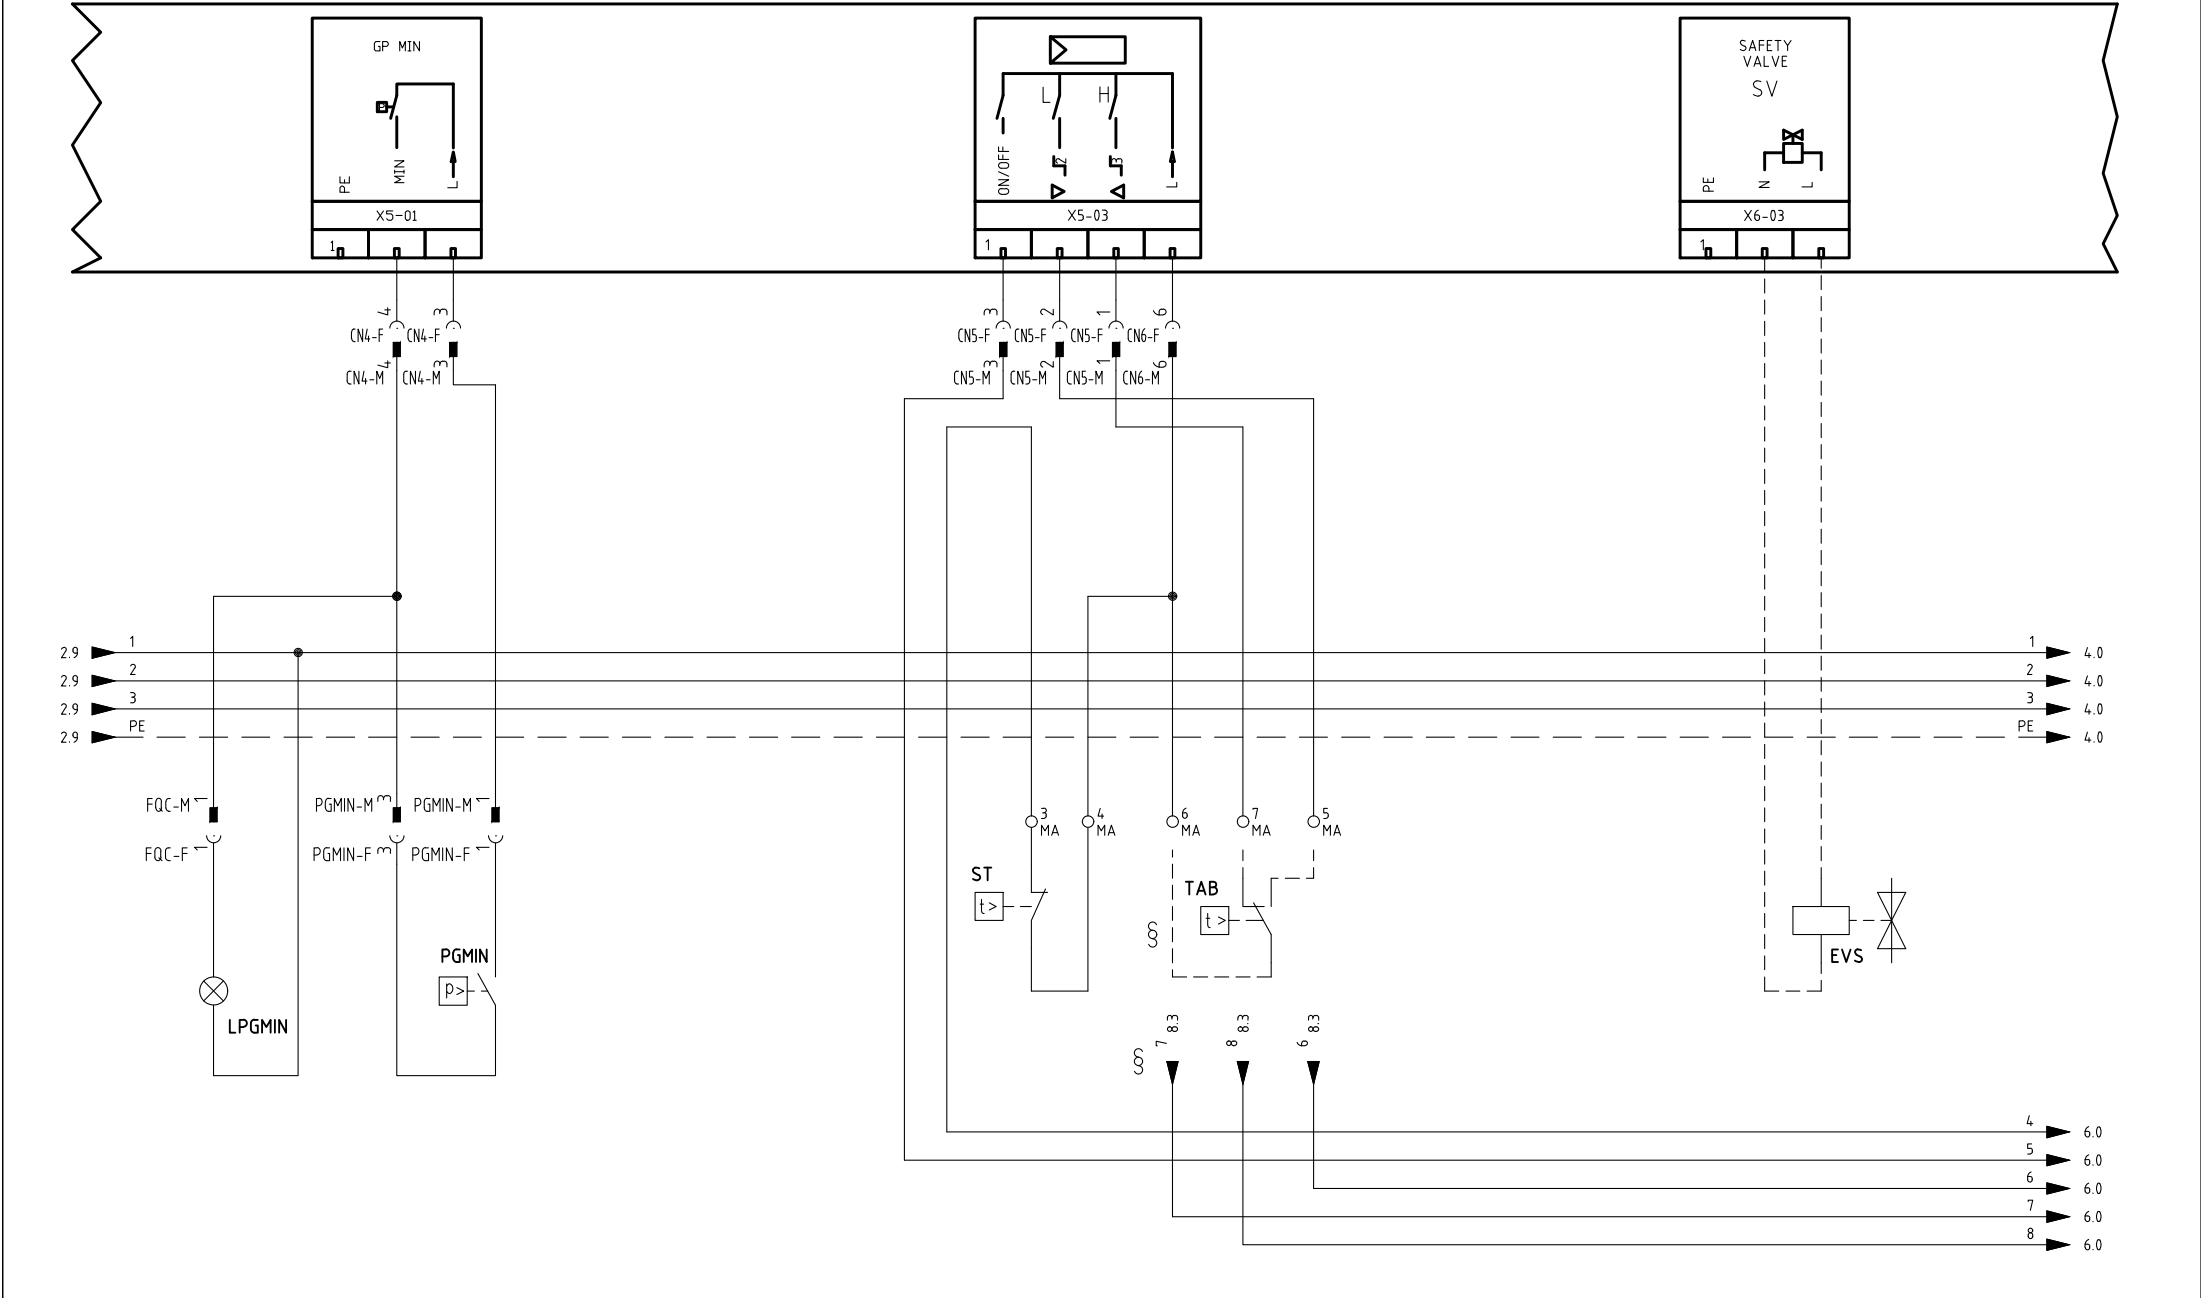 GP MIN
PE
MIN
L
X5-01
1
L
H
ON/OFF
2
3
L
X5-03
1
SAFETY
VALVE
SV
PE
N
L
X6-03
1
4 3
CN4-F CN4-F
4 3
CN4-M CN4-M
3 2 1 6
CN5-F CN5-F CN5-F CN6-F
3 2 1 6
CN5-M CN5-M CN5-M CN6-M
2.9 1 1 4.0
2.9 2 2 4.0
2.9 3 3 4.0
2.9 PE PE 4.0
FQC-M 1 PGMIN-M 3 PGMIN-M 1
FQC-F 1 PGMIN-F 3 PGMIN-F 1
3 4 6 7 5
MA MA MA MA MA
ST
t>
TAB
t>
§
PGMIN
p>
LPGMIN
EVS
8.3 8.3 8.3
7 8 6
§
4 6.0
5 6.0
6 6.0
7 6.0
8 6.0